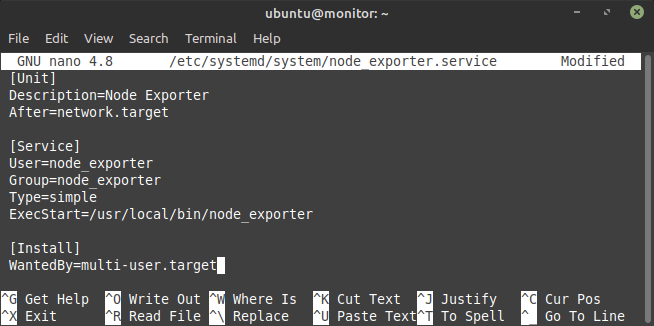 ubuntu@monitor: ~
File Edit View Search Terminal Help
GNU nano 4.8 /etc/systemd/system/node_exporter.service Modified
[Unit]
Description=Node Exporter
After=network.target
[Service]
User=node_exporter
Group=node_exporter
Type=simple
ExecStart=/usr/local/bin/node_exporter
[Install]
WantedBy=multi-user.target
^G Get Help ^O Write Out ^W Where Is ^K Cut Text ^J Justify ^C Cur Pos
^X Exit ^R Read File ^\ Replace ^U Paste Text ^T To Spell ^_ Go To Line